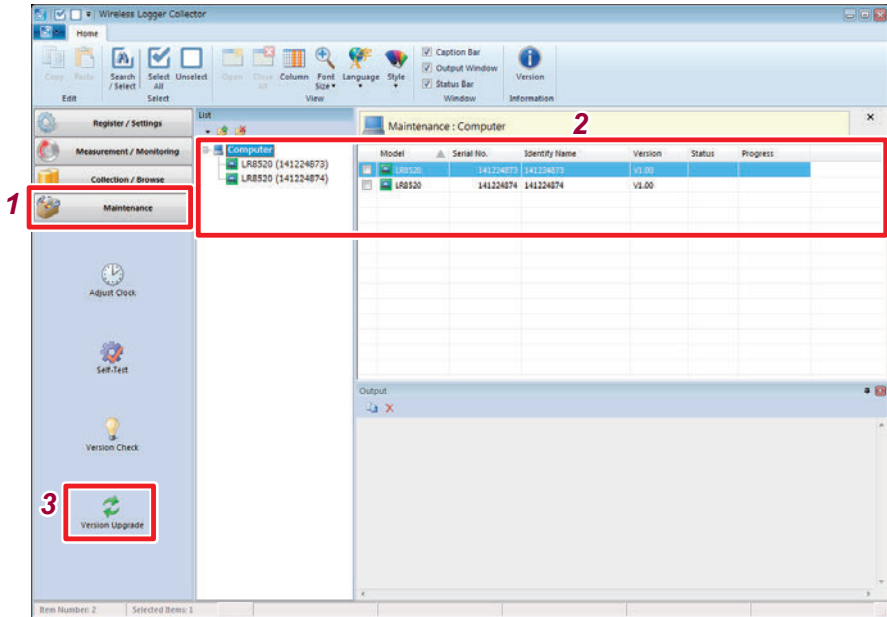 Wireless Logger Collector
Home
Copy Paste Search / Select Select All Unselect Open Close All Column Font Size Language Style
Caption Bar
Output Window
Status Bar
Version
Edit Select View Window Information
Register / Settings
Measurement / Monitoring
Collection / Browse
1
Maintenance
Adjust Clock
Self-Test
Version Check
3
Version Upgrade
List
Computer
LR8520 (141224873)
LR8520 (141224874)
Maintenance : Computer
2
Model Serial No. Identify Name Version Status Progress
LR8520 141224873 141224873 V1.00
LR8520 141224874 141224874 V1.00
Output
Item Number: 2 Selected Items: 1